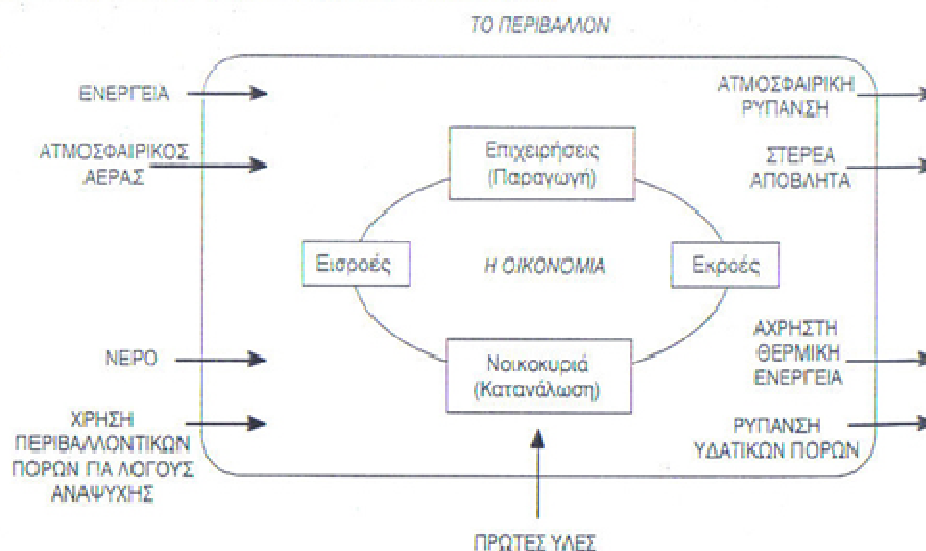 ΤΟ ΠΕΡΙΒΑΛΛΟΝ
ΕΝΕΡΓΕΙΑ
ΑΤΜΟΣΦΑΙΡΙΚΟΣ
ΑΕΡΑΣ
ΝΕΡΟ
ΧΡΗΣΗ
ΠΕΡΙΒΑΛΛΟΝΤΙΚΩΝ
ΠΟΡΩΝ ΓΙΑ ΛΟΓΟΥΣ
ΑΝΑΨΥΧΗΣ
Επιχειρήσεις
(Παραγωγή)
Εισροές
Η ΟΙΚΟΝΟΜΙΑ
Εκροές
Νοικοκυριά
(Κατανάλωση)
ΑΤΜΟΣΦΑΙΡΙΚΗ
ΡΥΠΑΝΣΗ
ΣΤΕΡΕΑ
ΑΠΟΒΛΗΤΑ
ΑΧΡΗΣΤΗ
ΘΕΡΜΙΚΗ
ΕΝΕΡΓΕΙΑ
ΡΥΠΑΝΣΗ
ΥΔΑΤΙΚΩΝ ΠΟΡΩΝ
ΠΡΩΤΕΣ ΥΛΕΣ